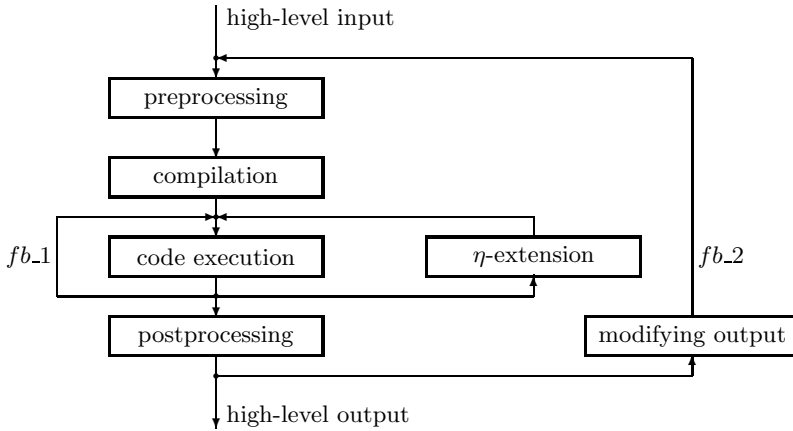 high-level input
preprocessing
compilation
fb_1
code execution
η-extension
fb_2
postprocessing
modifying output
high-level output